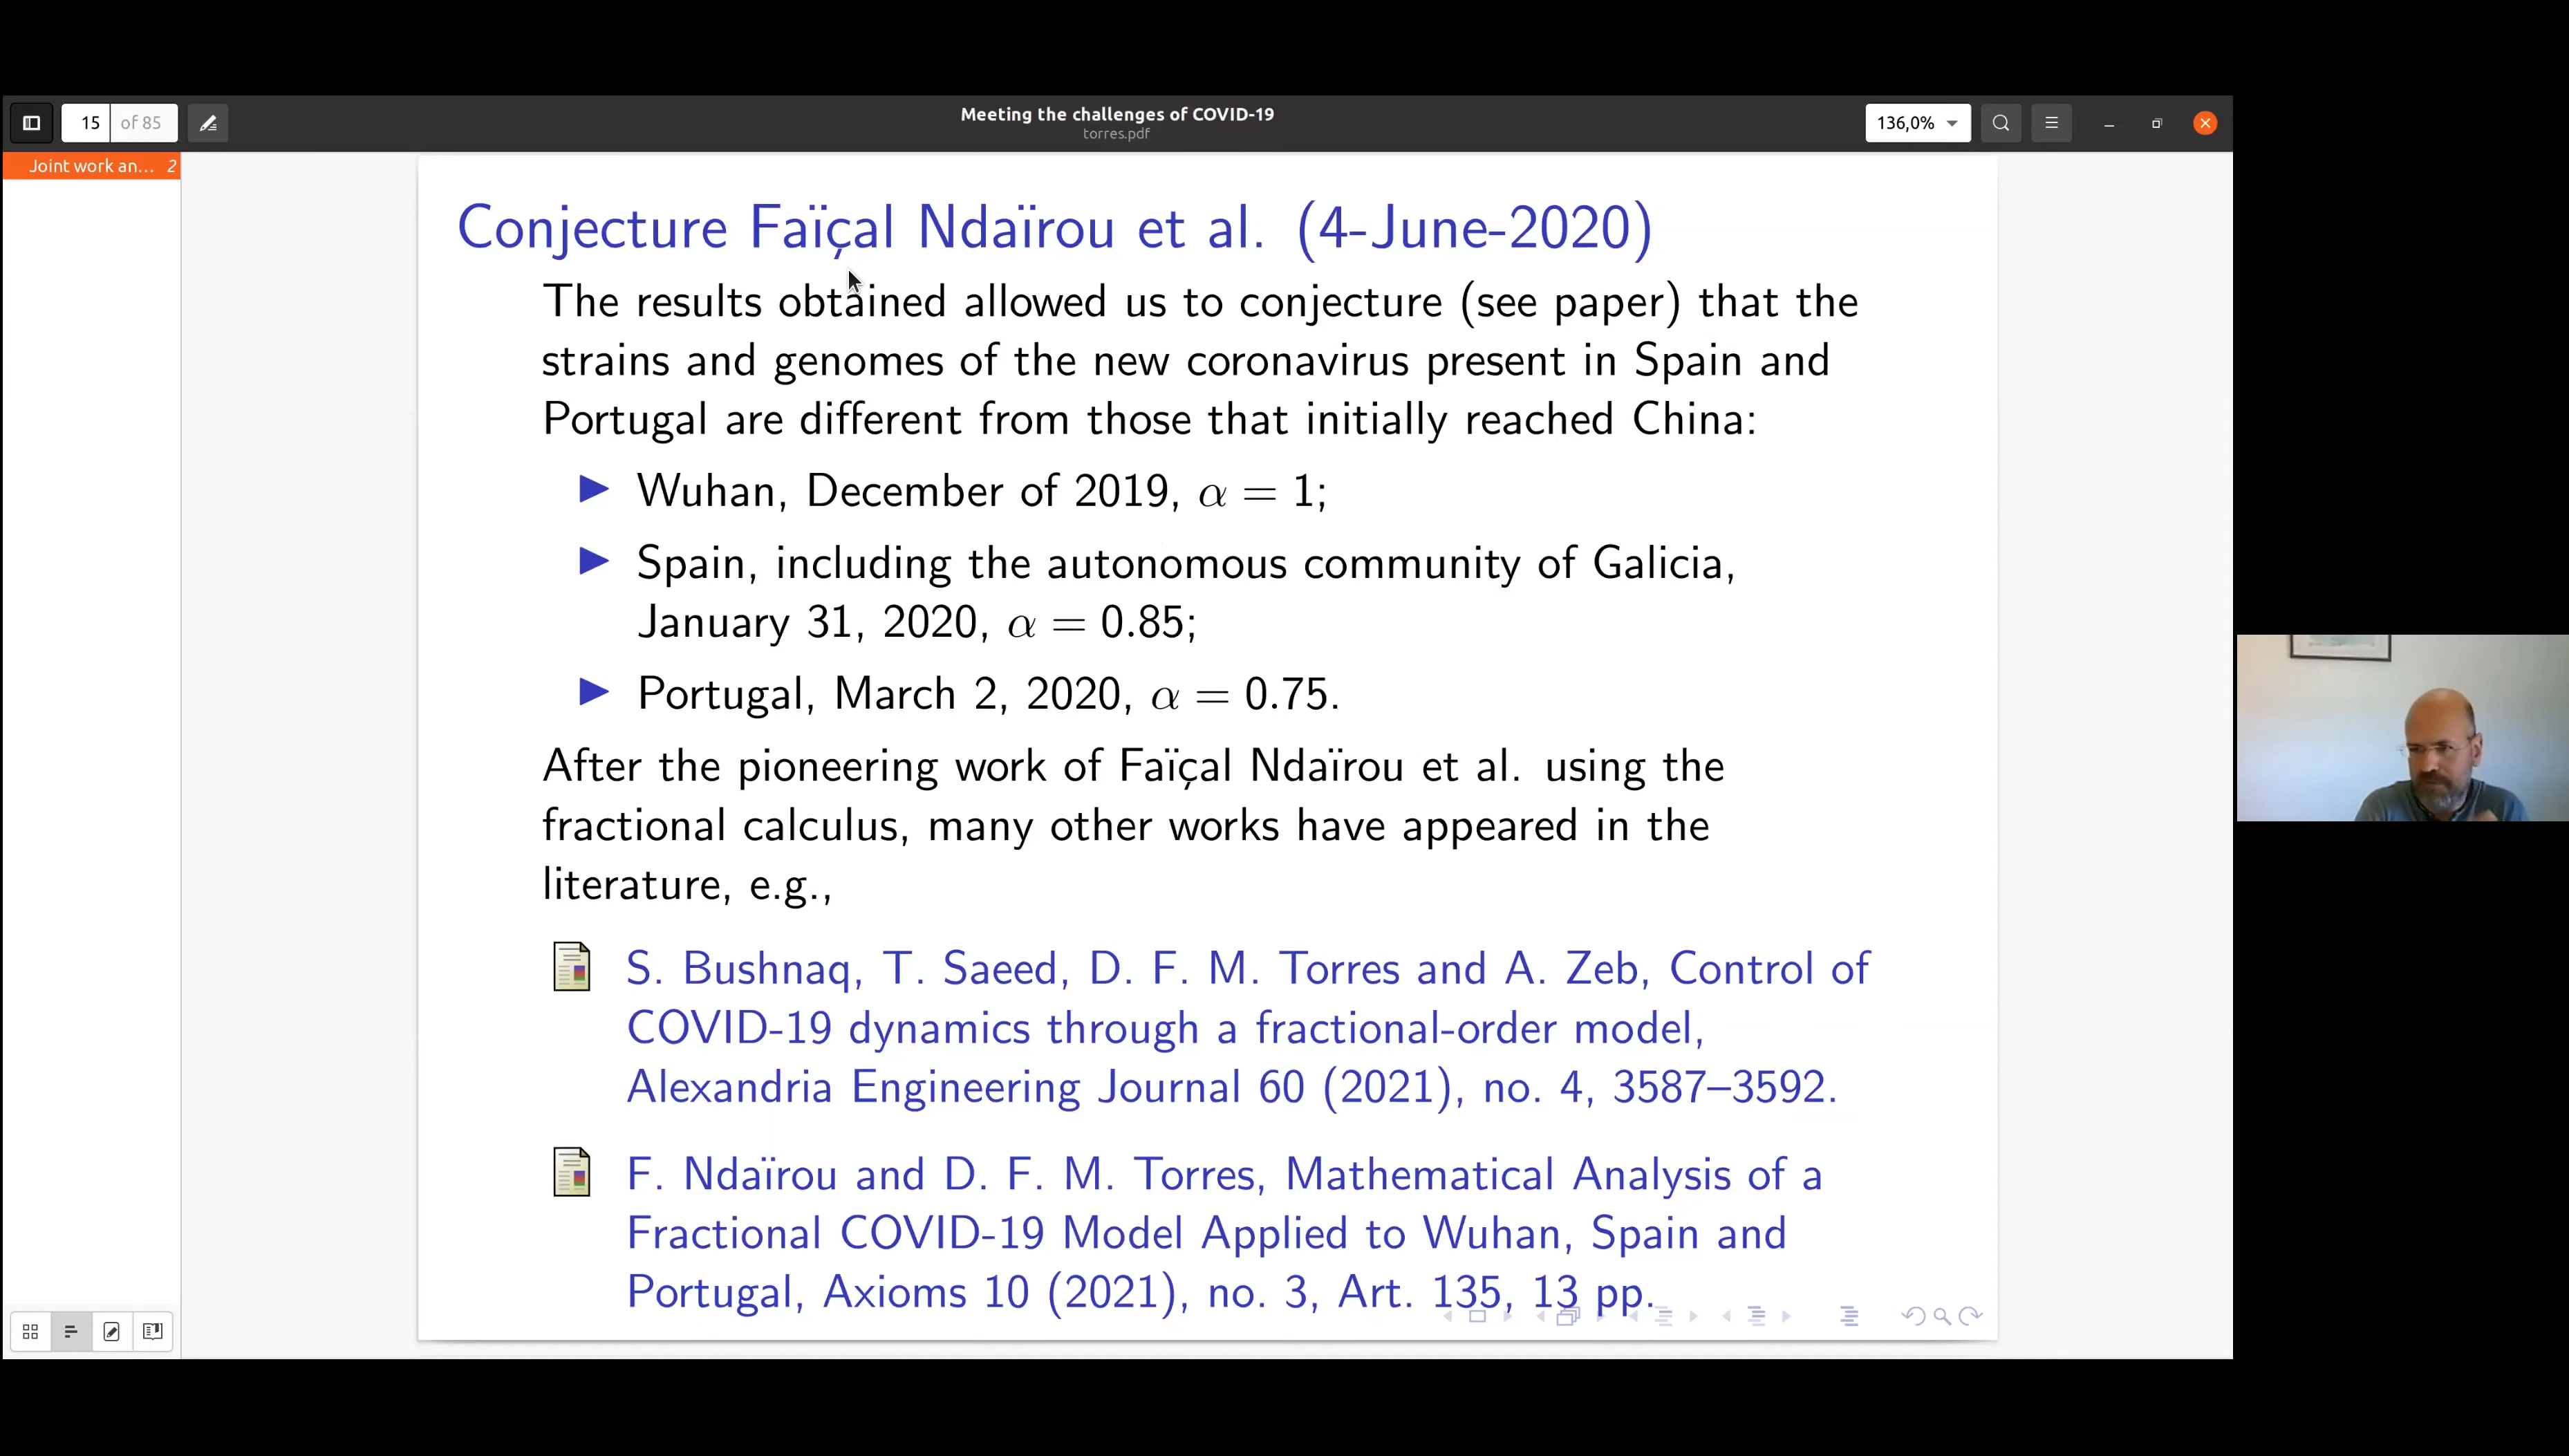 15 of 85
Meeting the challenges of COVID-19
torres.pdf
136,0%
Joint work an... 2
Conjecture Faïçal Ndaïrou et al. (4-June-2020)
The results obtained allowed us to conjecture (see paper) that the
strains and genomes of the new coronavirus present in Spain and
Portugal are different from those that initially reached China:
Wuhan, December of 2019, α = 1;
Spain, including the autonomous community of Galicia,
January 31, 2020, α = 0.85;
Portugal, March 2, 2020, α = 0.75.
After the pioneering work of Faïçal Ndaïrou et al. using the
fractional calculus, many other works have appeared in the
literature, e.g.,
S. Bushnaq, T. Saeed, D. F. M. Torres and A. Zeb, Control of
COVID-19 dynamics through a fractional-order model,
Alexandria Engineering Journal 60 (2021), no. 4, 3587–3592.
F. Ndaïrou and D. F. M. Torres, Mathematical Analysis of a
Fractional COVID-19 Model Applied to Wuhan, Spain and
Portugal, Axioms 10 (2021), no. 3, Art. 135, 13 pp.